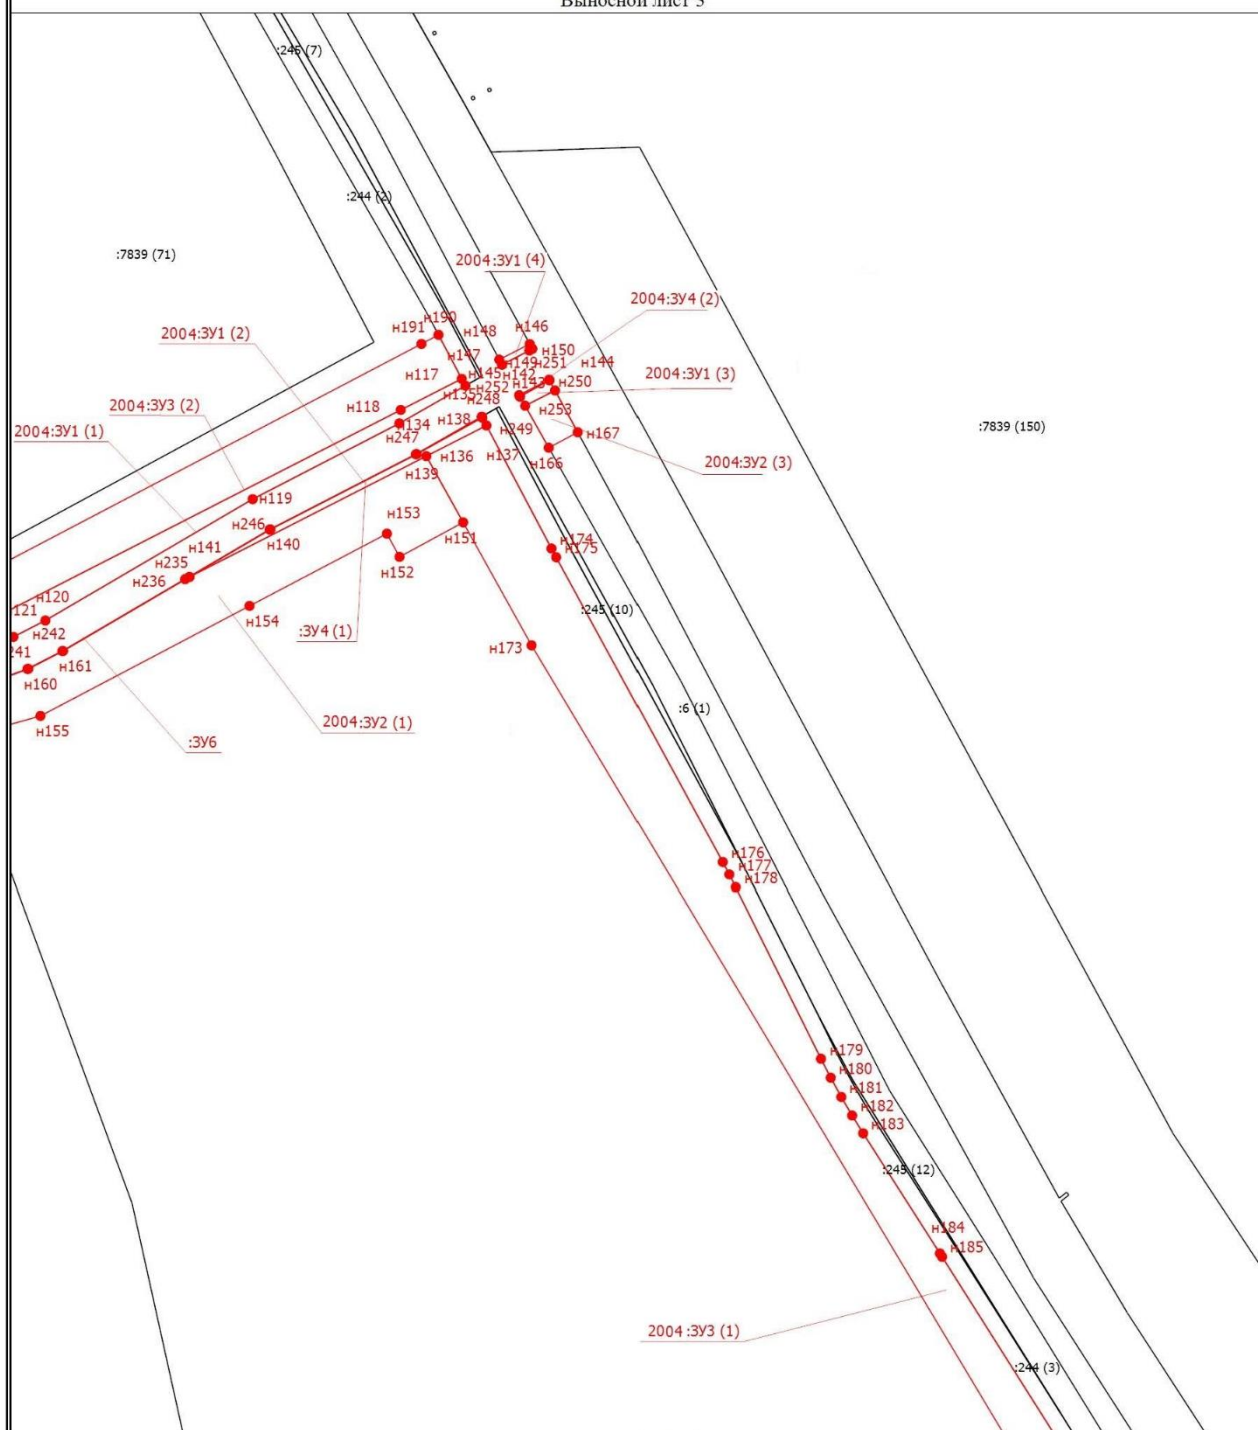 Выносной лист 3
:245 (7)
:244 (2)
:7839 (71)
2004:ЗУ1 (4)
2004:ЗУ4 (2)
н190
н191
2004:ЗУ1 (2)
н148
н146
н147
н150
н149
н251
н144
н117
н145
н142
2004:ЗУ1 (3)
н135
н252
н143
н250
н248
н253
2004:ЗУ3 (2)
н118
н138
н134
н249
н247
н137
н167
2004:ЗУ1 (1)
:7839 (150)
н136
н139
н166
2004:ЗУ2 (3)
н119
н246
н153
н151
н140
н141
н174
н175
н235
н236
н152
н120
121
н154
:245 (10)
н242
:ЗУ4 (1)
241
н161
н173
н160
:6 (1)
н155
2004:ЗУ2 (1)
:ЗУ6
н176
н177
н178
н179
н180
н181
н182
н183
:245 (12)
н184
н185
2004:ЗУ3 (1)
:244 (3)